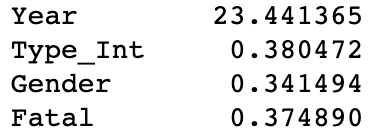 Year 23.441365
Type_Int 0.380472
Gender 0.341494
Fatal 0.374890